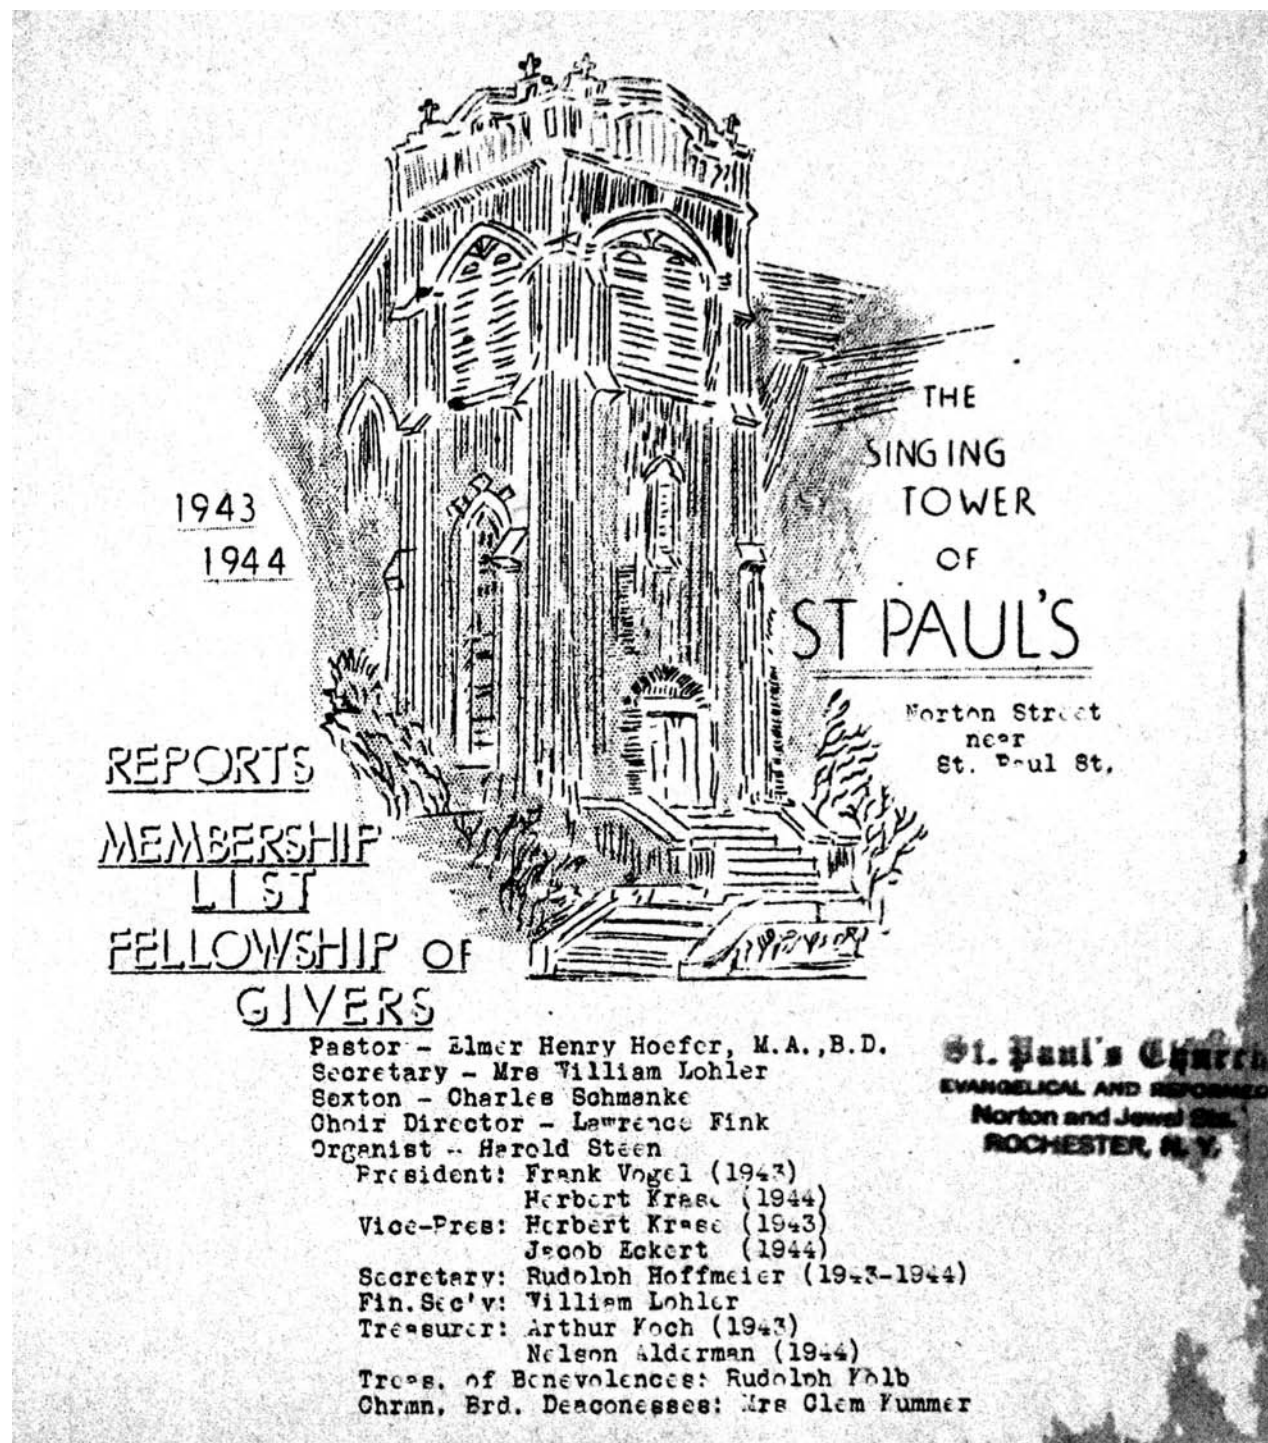 1943
1944
THE
SINGING
TOWER
OF
ST PAUL'S
Norton Street
near
St. Paul St.
REPORTS
MEMBERSHIP
LIST
FELLOWSHIP OF
GIVERS
Pastor - Elmer Henry Hoefer, M.A.,B.D.
Secretary - Mrs William Lohler
Sexton - Charles Schmanke
Choir Director - Lawrence Fink
Organist - Harold Steen
President: Frank Vogel (1943)
Herbert Krase (1944)
Vice-Pres: Herbert Krase (1943)
Jacob Eckert (1944)
Secretary: Rudolph Hoffmeier (1943-1944)
Fin.Sec'y: William Lohler
Treasurer: Arthur Koch (1943)
Nelson Alderman (1944)
Treas. of Benevolences: Rudolph Kolb
Chrmn. Brd. Deaconesses: Mrs Clem Kummer
St. Paul's Church
EVANGELICAL AND REFORMED
Norton and Jewel Sts.
ROCHESTER, N. Y.